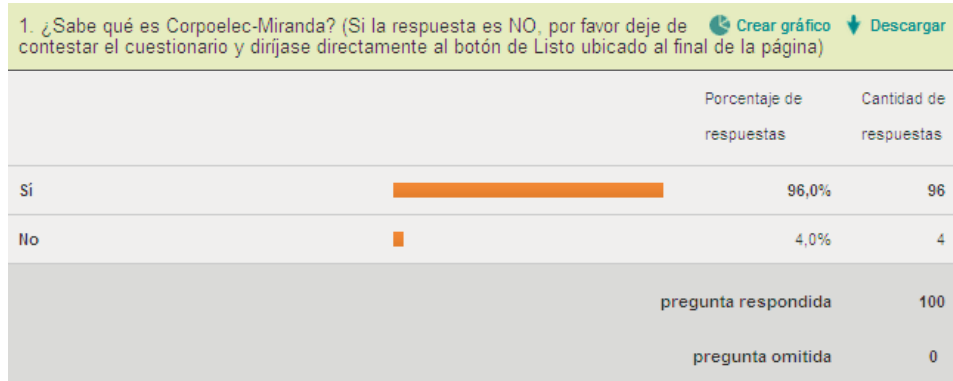 1. ¿Sabe qué es Corpoelec-Miranda? (Si la respuesta es NO, por favor deje de
contestar el cuestionario y diríjase directamente al botón de Listo ubicado al final de la página)
Crear gráfico Descargar
Porcentaje de respuestas
Cantidad de respuestas
Sí 96,0% 96
No 4,0% 4
pregunta respondida 100
pregunta omitida 0